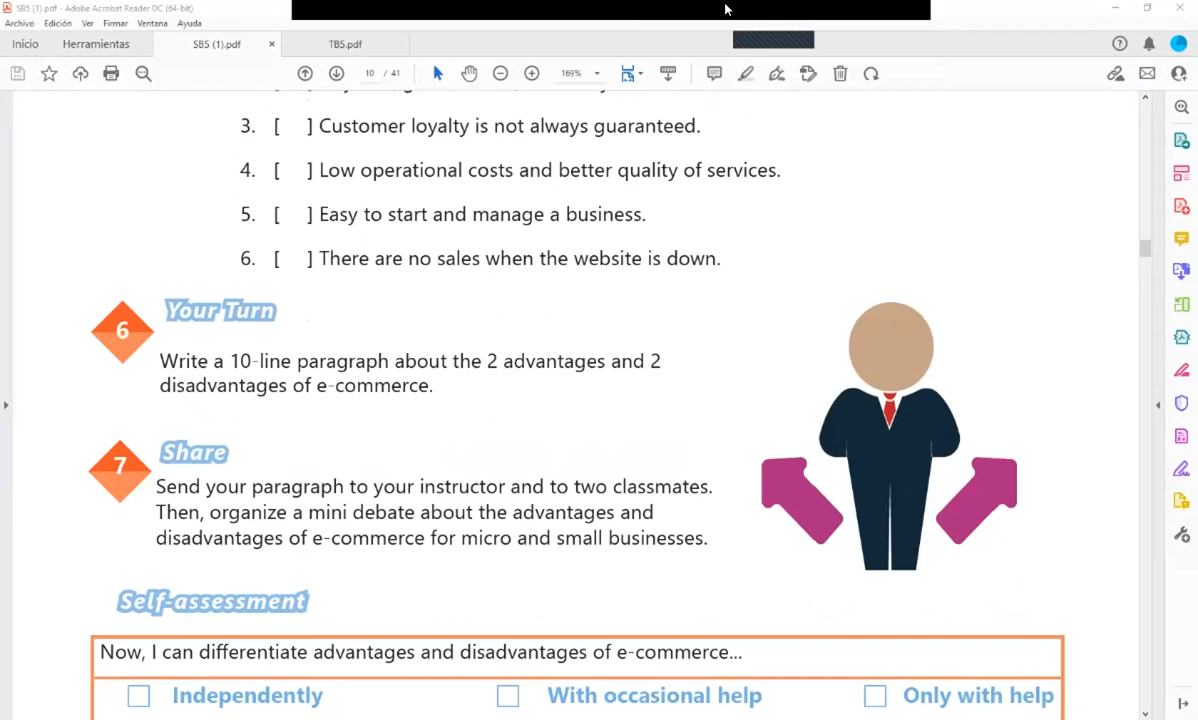 SB5 (1).pdf - Adobe Acrobat Reader DC (64-bit)
Archivo Edición Ver Firmar Ventana Ayuda
Inicio Herramientas SB5 (1).pdf × TB5.pdf
10 / 41 169%
3. [ ] Customer loyalty is not always guaranteed.
4. [ ] Low operational costs and better quality of services.
5. [ ] Easy to start and manage a business.
6. [ ] There are no sales when the website is down.
6 Your Turn
Write a 10-line paragraph about the 2 advantages and 2
disadvantages of e-commerce.
7 Share
Send your paragraph to your instructor and to two classmates.
Then, organize a mini debate about the advantages and
disadvantages of e-commerce for micro and small businesses.
Self-assessment
Now, I can differentiate advantages and disadvantages of e-commerce...
Independently With occasional help Only with help